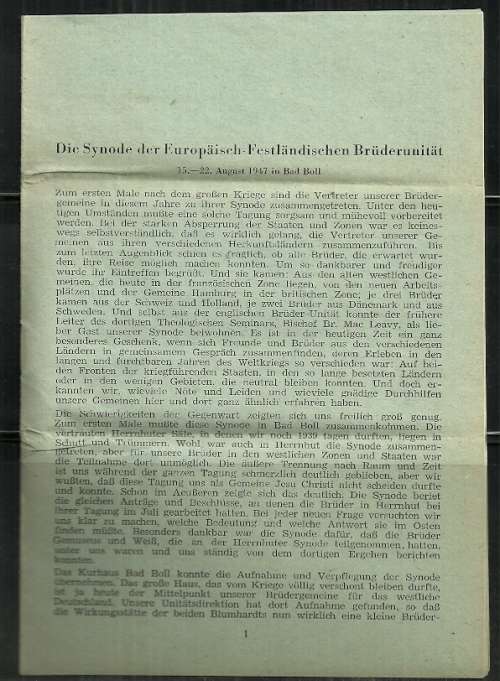 Die Synode der Europäisch-Festländischen Brüderunität
15.—22. August 1947 in Bad Boll
Zum ersten Male nach dem großen Kriege sind die Vertreter unserer Brüder-
gemeine in diesem Jahre zu ihrer Synode zusammengetreten. Unter den heu-
tigen Umständen mußte eine solche Tagung sorgsam und mühevoll vorbereitet
werden. Bei der starken Absperrung der Staaten und Zonen war es keines-
wegs selbstverständlich, daß es wirklich gelang, die Vertreter unserer Ge-
meinen aus ihren verschiedenen Herkunftsländern zusammenzuführen. Bis
zum letzten Augenblick schien es fraglich, ob alle Brüder, die erwartet wur-
den, ihre Reise möglich machen konnten. Um so dankbarer und freudiger
wurde ihr Eintreffen begrüßt. Und sie kamen: Aus den alten westlichen Ge-
meinen, die heute in der französischen Zone liegen, von den neuen Arbeits-
plätzen und der Gemeine Hamburg in der britischen Zone; je drei Brüder
kamen aus der Schweiz und Holland, je zwei Brüder aus Dänemark und aus
Schweden. Und selbst aus der englischen Brüder-Unität konnte der frühere
Leiter des dortigen Theologischen Seminars, Bischof Br. Mac Leavy, als lie-
ber Gast unserer Synode beiwohnen. Es ist in der heutigen Zeit ein ganz
besonderes Geschenk, wenn sich Freunde und Brüder aus den verschiedenen
Ländern in gemeinsamem Gespräch zusammenfinden, deren Erleben in den
langen und furchtbaren Jahren des Weltkriegs so verschieden war: Auf bei-
den Fronten der kriegführenden Staaten, in den so lange besetzten Ländern
oder in den wenigen Gebieten, die neutral bleiben konnten. Und doch er-
kannten wir, wieviele Nöte und Leiden und wieviele gnädige Durchhilfen
unsere Gemeinen hier und dort ganz ähnlich erfahren haben.
Die Schwierigkeiten der Gegenwart zeigten sich uns freilich groß genug.
Zum ersten Male mußte diese Synode in Bad Boll zusammenkommen. Die
vertrauten Herrnhuter Säle, in denen wir noch 1939 tagen durften, liegen in
Schutt und Trümmern. Wohl war auch in Herrnhut die Synode zusammen-
getreten, aber für unsere Brüder in den westlichen Zonen und Staaten war
die Teilnahme dort unmöglich. Die äußere Trennung nach Raum und Zeit
ist uns während der ganzen Tagung schmerzlich deutlich geblieben, aber wir
wußten, daß diese Tagung uns als Gemeine Jesu Christi nicht scheiden durfte
und konnte. Schon im Aeußeren zeigte sich das deutlich. Die Synode beriet
die gleichen Anträge und Beschlüsse, an denen die Brüder in Herrnhut bei
ihrer Tagung im Juli gearbeitet hatten. Bei jeder neuen Frage versuchten wir
uns klar zu machen, welche Bedeutung und welche Antwort sie im Osten
finden müßte. Besonders dankbar war die Synode dafür, daß die Brüder
Gemuseus und Weiß, die an der Herrnhuter Synode teilgenommen hatten,
unter uns waren und uns ständig von dem dortigen Ergehen berichten
konnten.
Das Kurhaus Bad Boll konnte die Aufnahme und Verpflegung der Synode
übernehmen. Das große Haus, das vom Kriege völlig verschont bleiben durfte,
ist ja heute der Mittelpunkt unserer Brüdergemeine für das westliche
Deutschland. Unsere Unitätsdirektion hat dort Aufnahme gefunden, so daß
die Wirkungsstätte der beiden Blumhardts nun wirklich eine kleine Brüder-
1